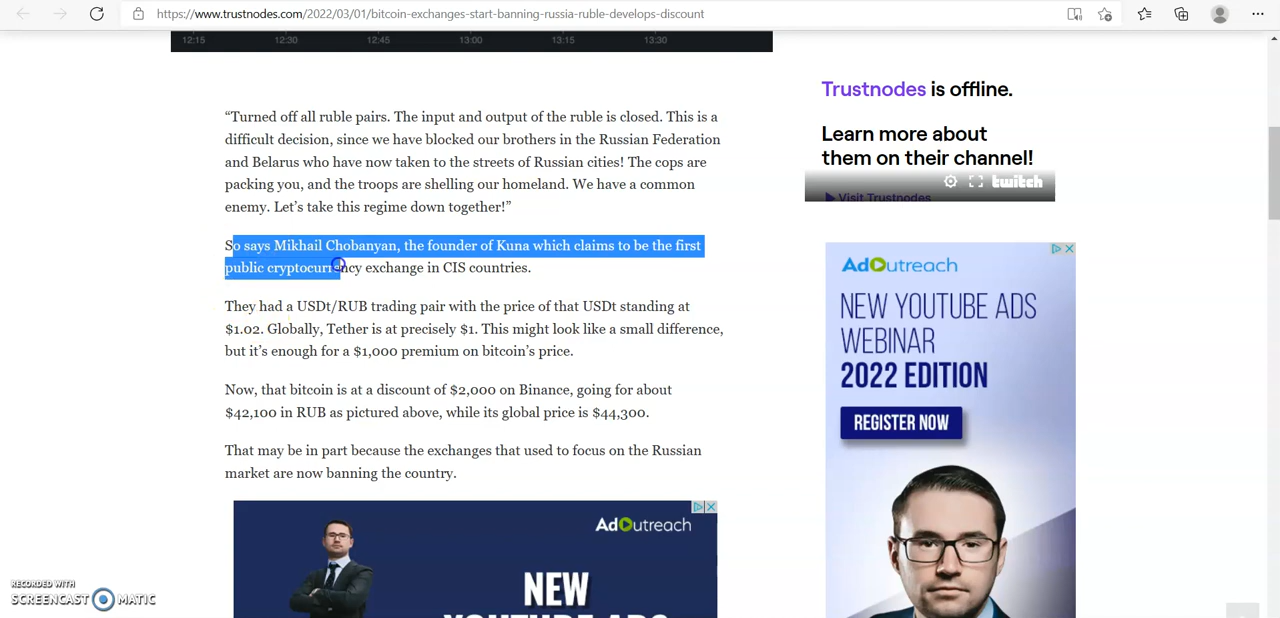 https://www.trustnodes.com/2022/03/01/bitcoin-exchanges-start-banning-russia-ruble-develops-discount
12:15 12:30 12:45 13:00 13:15 13:30
“Turned off all ruble pairs. The input and output of the ruble is closed. This is a
difficult decision, since we have blocked our brothers in the Russian Federation
and Belarus who have now taken to the streets of Russian cities! The cops are
packing you, and the troops are shelling our homeland. We have a common
enemy. Let’s take this regime down together!”
So says Mikhail Chobanyan, the founder of Kuna which claims to be the first
public cryptocurrency exchange in CIS countries.
They had a USDt/RUB trading pair with the price of that USDt standing at
$1.02. Globally, Tether is at precisely $1. This might look like a small difference,
but it’s enough for a $1,000 premium on bitcoin’s price.
Now, that bitcoin is at a discount of $2,000 on Binance, going for about
$42,100 in RUB as pictured above, while its global price is $44,300.
That may be in part because the exchanges that used to focus on the Russian
market are now banning the country.
AdOutreach
NEW
YOUTUBE ADS
Trustnodes is offline.
Learn more about
them on their channel!
twitch
Visit Trustnodes
AdOutreach
NEW YOUTUBE ADS
WEBINAR
2022 EDITION
REGISTER NOW
RECORDED WITH
SCREENCAST MATIC